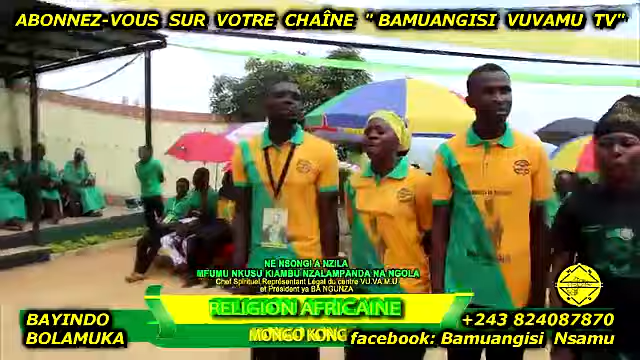 ABONNEZ-VOUS SUR VOTRE CHAÎNE " BAMUANGISI VUVAMU TV"
NE NSONGI A NZILA
MFUMU NKUSU KIAMBU NZALAMPANDA NA NGOLA
Chef Spirituel,Représentant Légal du centre VU.VA.M.U
et Président ya BA NGUNZA
RELIGION AFRICAINE
MONGO KONG
BAYINDO
BOLAMUKA
+243 824087870
facebook: Bamuangisi Nsamu